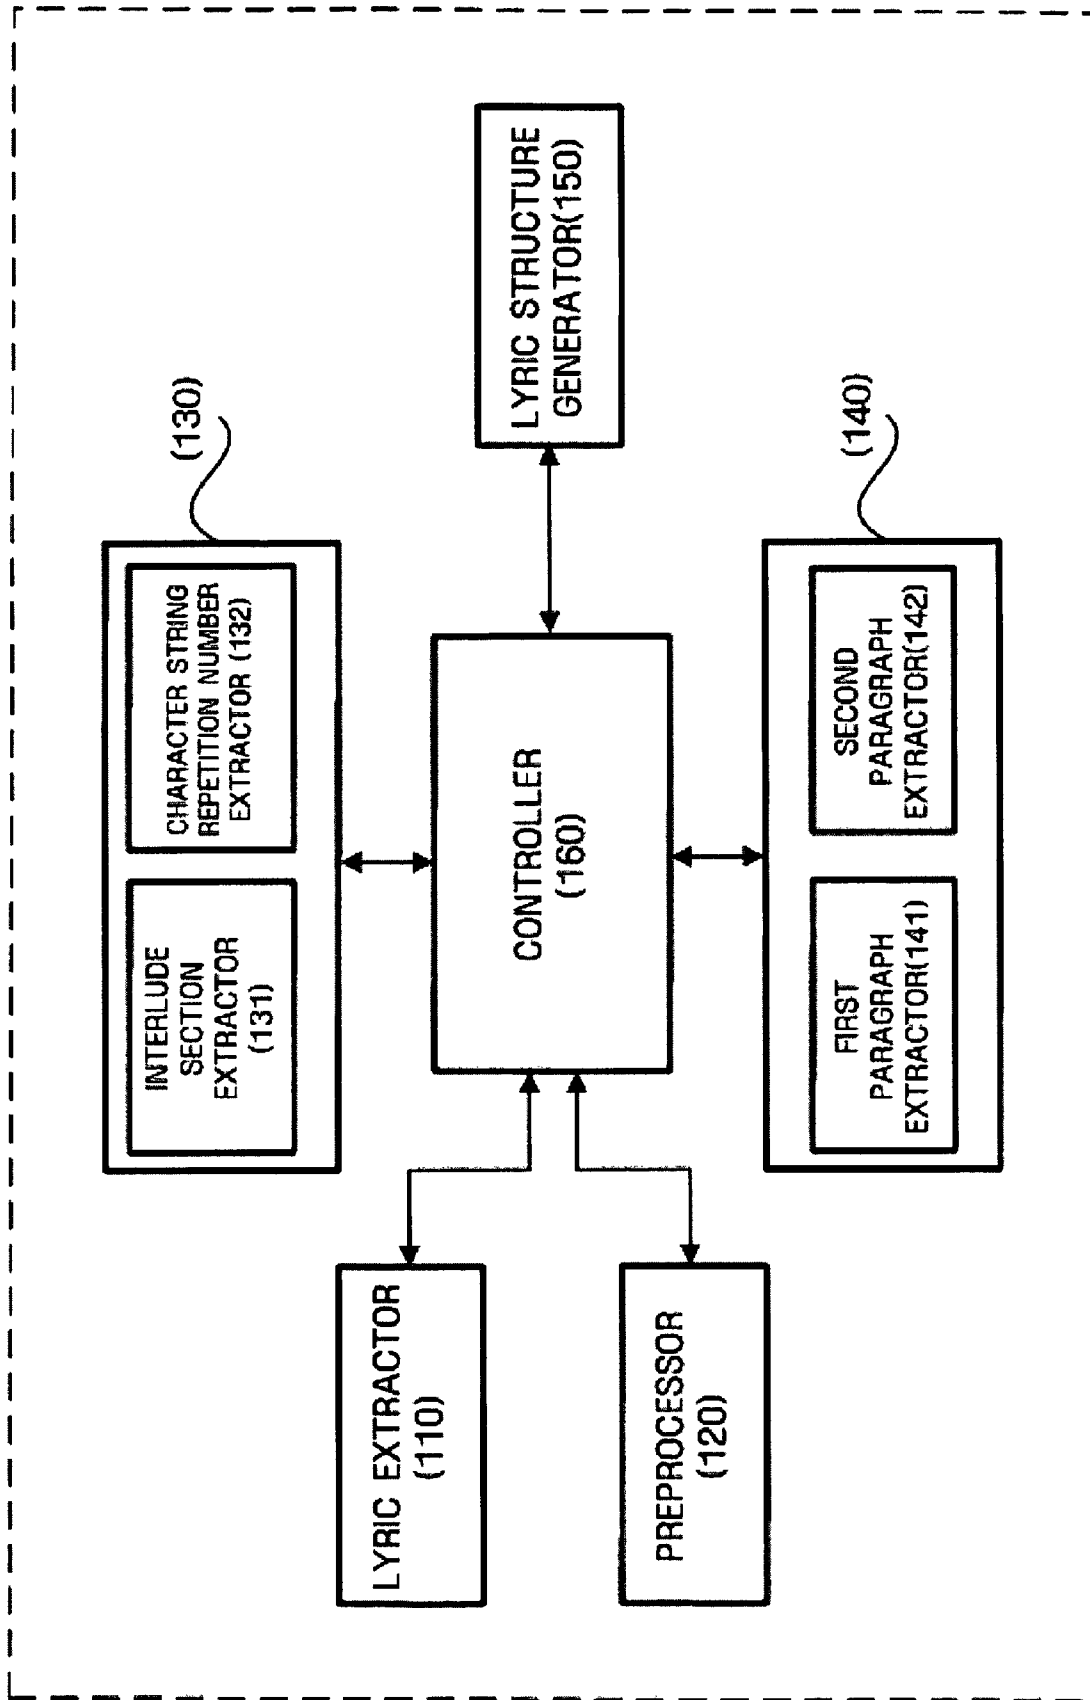 (130)
INTERLUDE
SECTION
EXTRACTOR
(131)
CHARACTER STRING
REPETITION NUMBER
EXTRACTOR (132)
LYRIC EXTRACTOR
(110)
PREPROCESSOR
(120)
CONTROLLER
(160)
LYRIC STRUCTURE
GENERATOR(150)
(140)
FIRST
PARAGRAPH
EXTRACTOR(141)
SECOND
PARAGRAPH
EXTRACTOR(142)